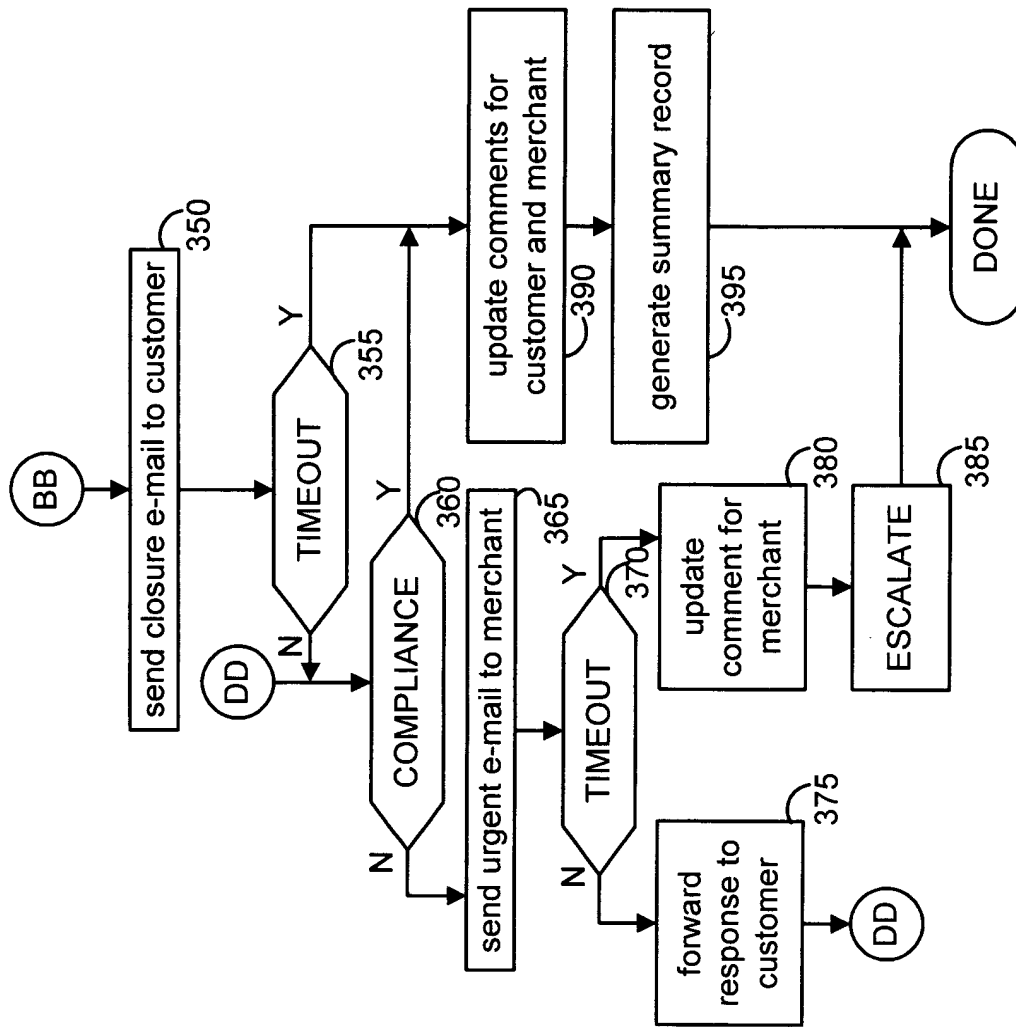 BB
send closure e-mail to customer
350
TIMEOUT
355
N
Y
DD
COMPLIANCE
360
N
Y
send urgent e-mail to merchant
365
TIMEOUT
370
N
Y
forward
response to
customer
375
DD
update
comment for
merchant
380
ESCALATE
385
update comments for
customer and merchant
390
generate summary record
395
DONE